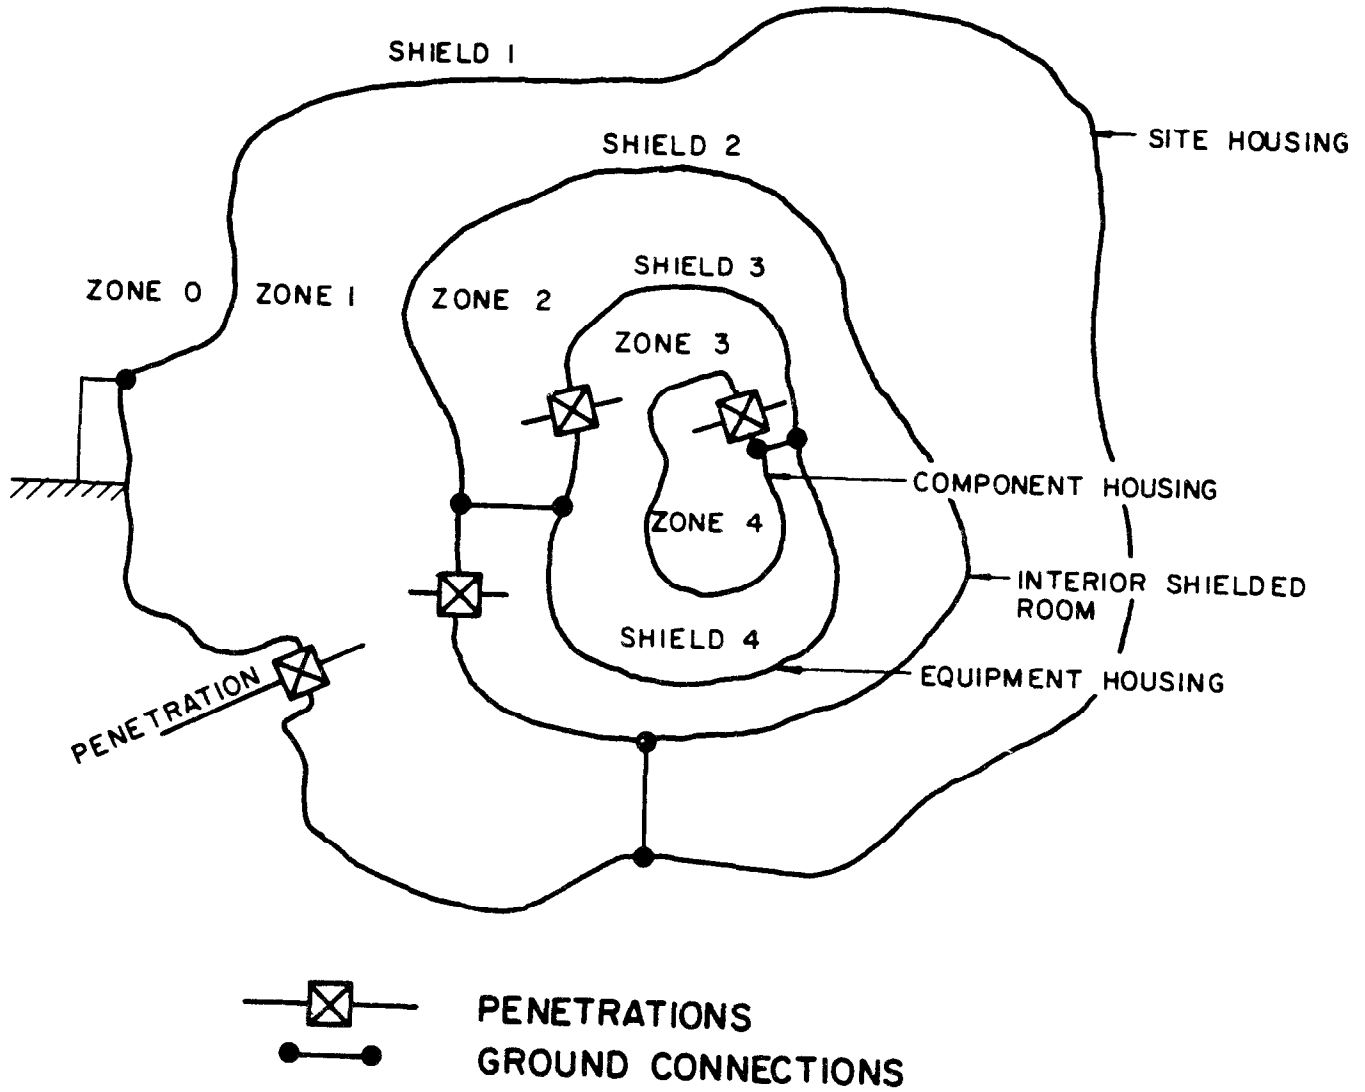 SHIELD 1
SITE HOUSING
SHIELD 2
SHIELD 3
ZONE 0
ZONE 1
ZONE 2
ZONE 3
COMPONENT HOUSING
ZONE 4
INTERIOR SHIELDED
ROOM
SHIELD 4
EQUIPMENT HOUSING
PENETRATION
PENETRATIONS
GROUND CONNECTIONS